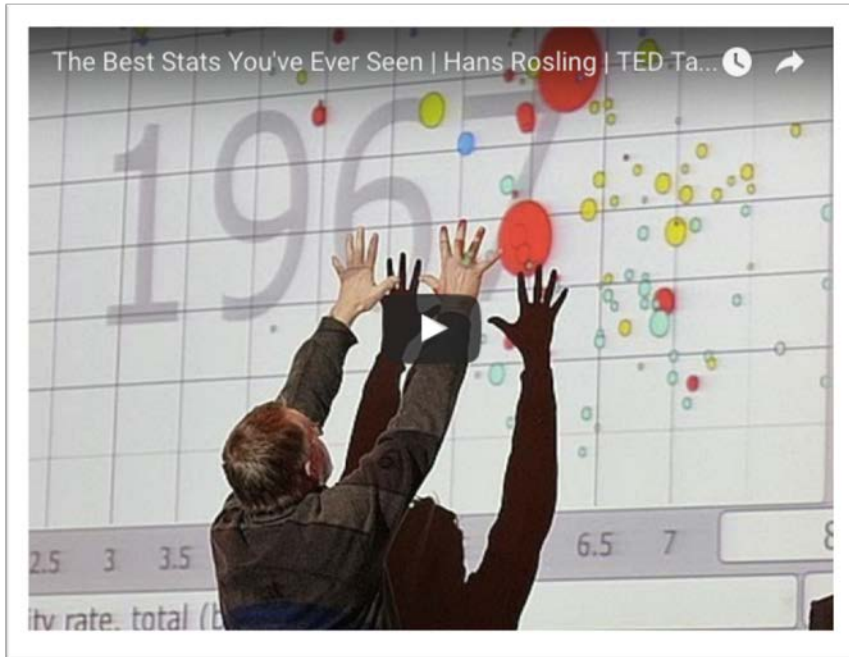 The Best Stats You've Ever Seen | Hans Rosling | TED Ta...
1967
2.5 3 3.5 6.5 7 8
ity rate, total (b